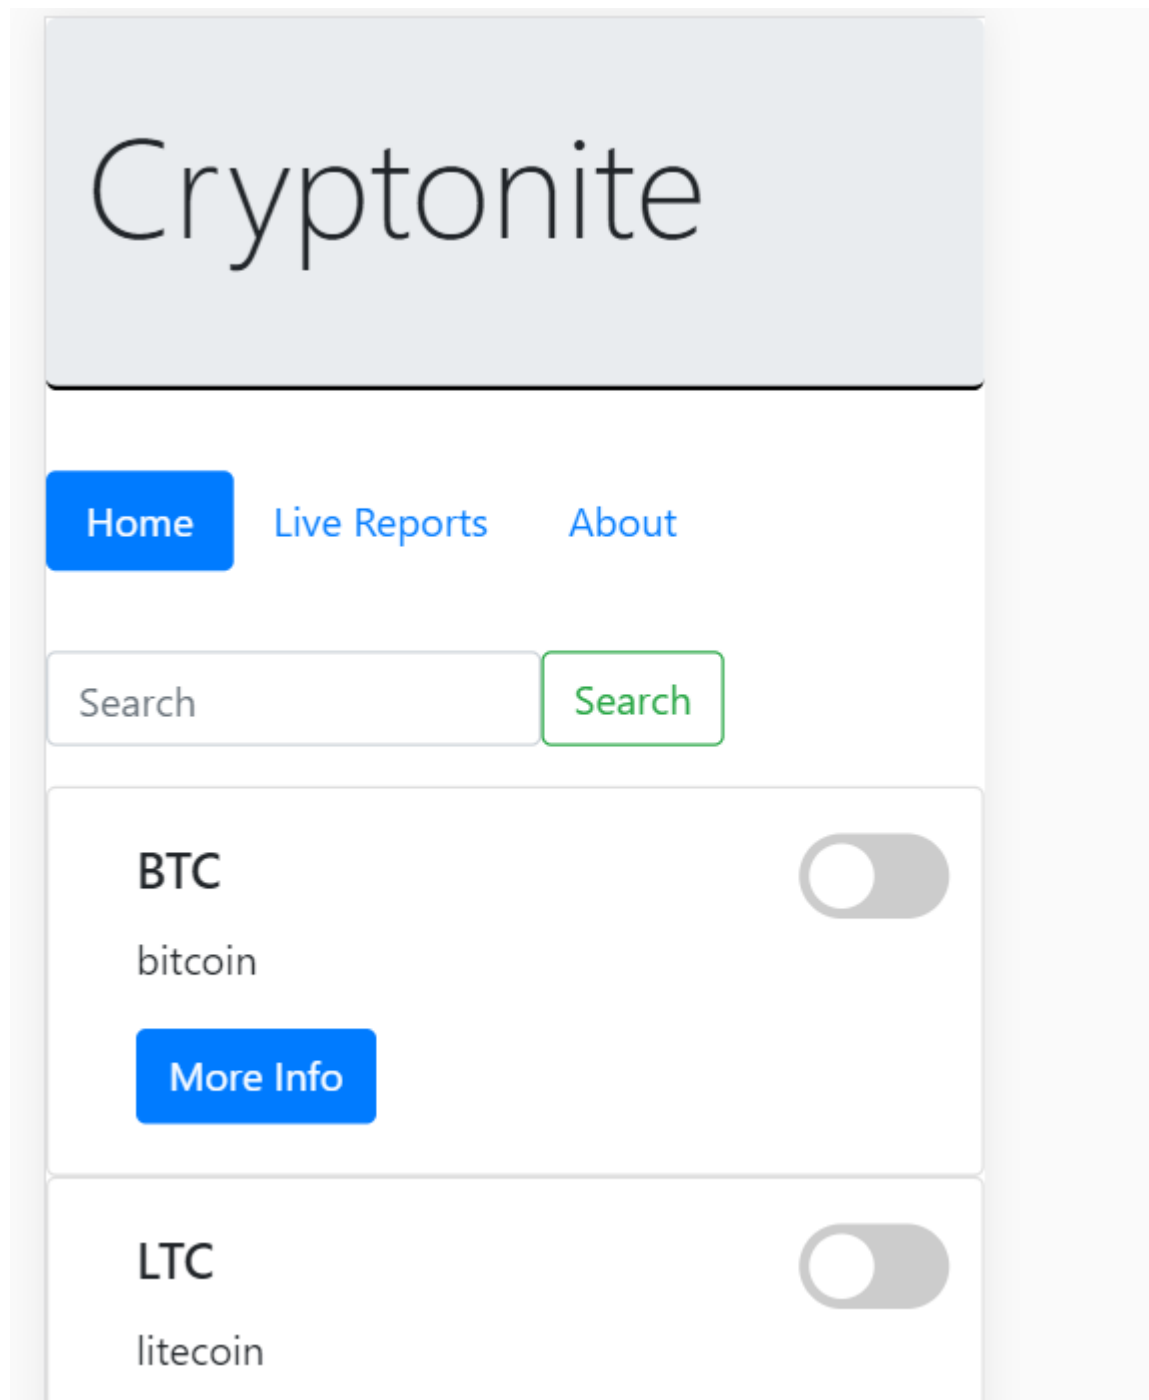 Cryptonite
Home Live Reports About
Search Search
BTC
bitcoin
More Info
LTC
litecoin